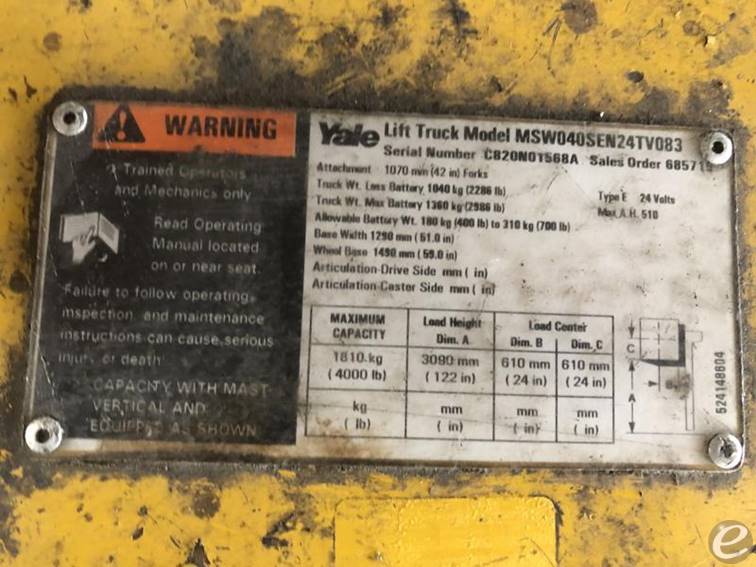 WARNING
Trained Operators
and Mechanics only
Read Operating
Manual located
on or near seat.
Failure to follow operating,
inspection and maintenance
instructions can cause serious
injury or death
CAPACITY WITH MAST
VERTICAL AND
EQUIPPED AS SHOWN
Yale Lift Truck Model MSW040SEN24TV083
Serial Number C820N01568A Sales Order 68571
Attachment 1070 mm (42 in) Forks
Truck Wt. Less Battery 1040 kg (2286 lb)
Truck Wt. Max Battery 1360 kg (2986 lb)
Type E 24 Volts
Allowable Battery Wt. 180 kg (400 lb) to 310 kg (700 lb)
Max A.H. 510
Base Width 1290 mm (51.0 in)
Wheel Base 1490 mm (59.0 in)
Articulation-Drive Side mm ( in)
Articulation-Caster Side mm ( in)
MAXIMUM CAPACITY Load Height Dim. A Load Center Dim. B Dim. C
1810 kg 3090 mm 610 mm 610 mm
(4000 lb) (122 in) (24 in) (24 in)
kg mm mm mm
( lb) ( in) ( in) ( in)
C
B
A
524148604
e